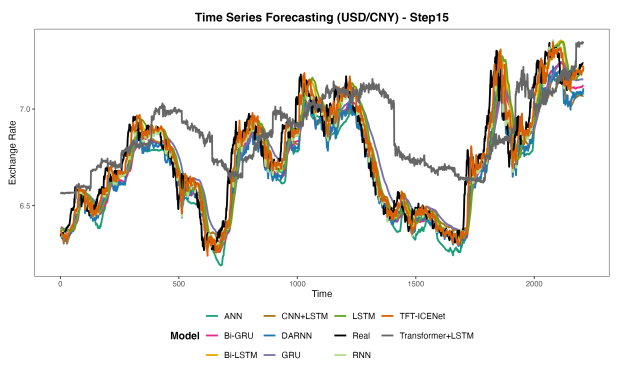 Time Series Forecasting (USD/CNY) - Step15
Exchange Rate
7.0
6.5
0 500 1000 1500 2000
Time
Model
ANN CNN+LSTM LSTM TFT-ICENet
Bi-GRU DARNN Real Transformer+LSTM
Bi-LSTM GRU RNN